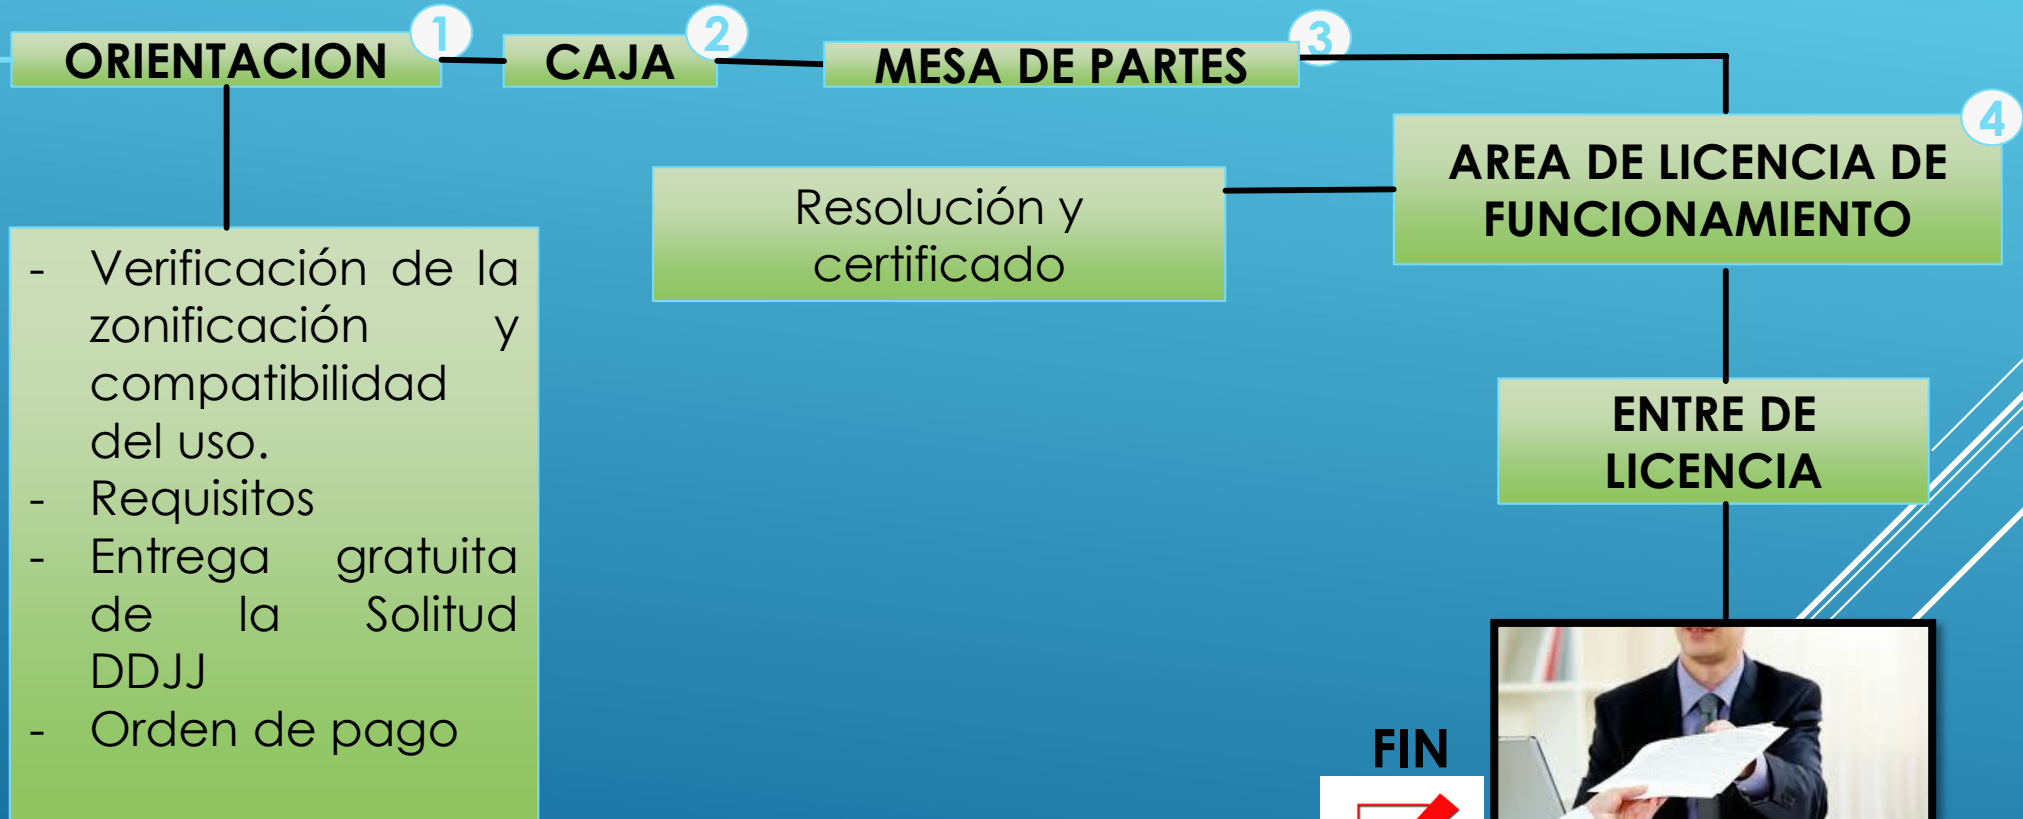 ORIENTACION
1
CAJA
2
MESA DE PARTES
3
AREA DE LICENCIA DE
FUNCIONAMIENTO
4
Resolución y
certificado
- Verificación de la
zonificación y
compatibilidad
del uso.
- Requisitos
- Entrega gratuita
de la Solitud
DDJJ
- Orden de pago
ENTRE DE
LICENCIA
FIN